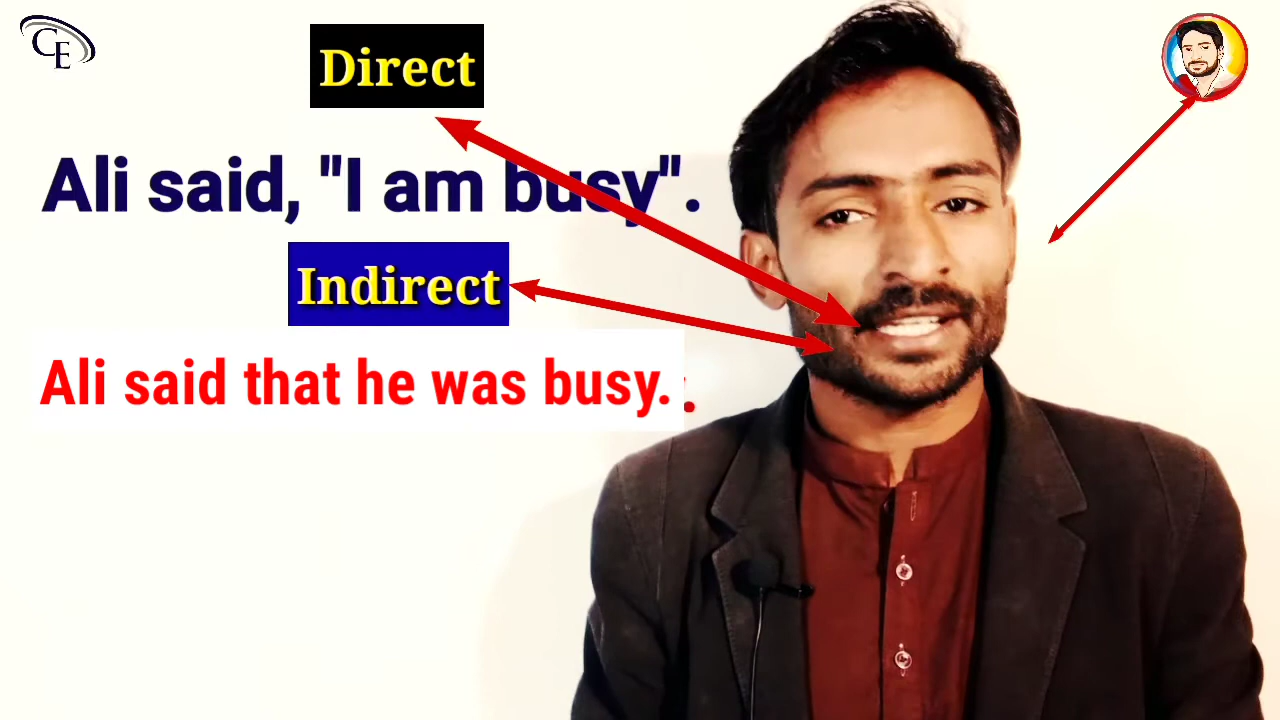 CE
Direct
Ali said, "I am busy".
Indirect
Ali said that he was busy.